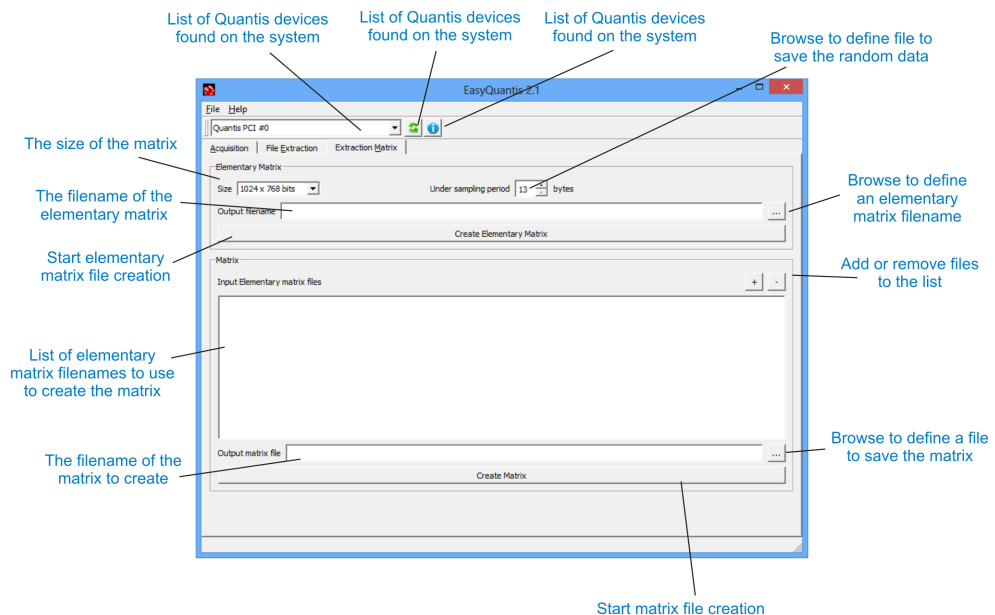 List of Quantis devices
found on the system
List of Quantis devices
found on the system
List of Quantis devices
found on the system
Browse to define file to
save the random data
EasyQuantis 2.1
File Help
Quantis PCI #0
Acquisition File Extraction Extraction Matrix
The size of the matrix
Elementary Matrix
Size 1024 x 768 bits Under sampling period 13 bytes
The filename of the
elementary matrix
Output filename ...
Browse to define
an elementary
matrix filename
Create Elementary Matrix
Start elementary
matrix file creation
Matrix
Input Elementary matrix files + -
Add or remove files
to the list
List of elementary
matrix filenames to use
to create the matrix
Output matrix file ...
Browse to define a file
to save the matrix
The filename of the
matrix to create
Create Matrix
Start matrix file creation